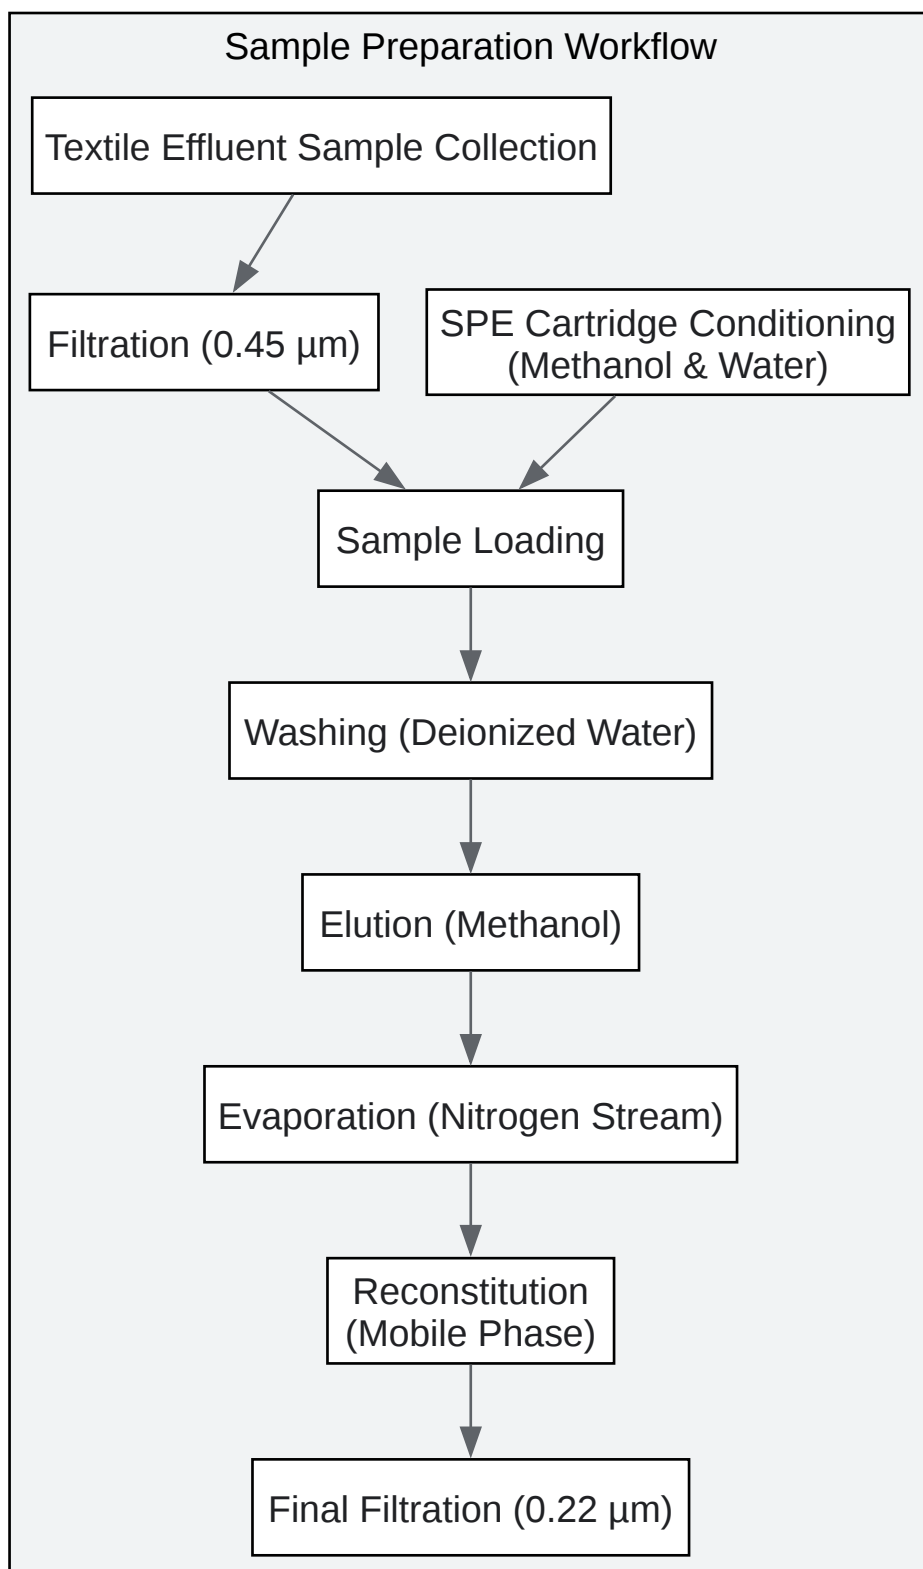 Sample Preparation Workflow
Textile Effluent Sample Collection
Filtration (0.45 µm)
SPE Cartridge Conditioning
(Methanol & Water)
Sample Loading
Washing (Deionized Water)
Elution (Methanol)
Evaporation (Nitrogen Stream)
Reconstitution
(Mobile Phase)
Final Filtration (0.22 µm)